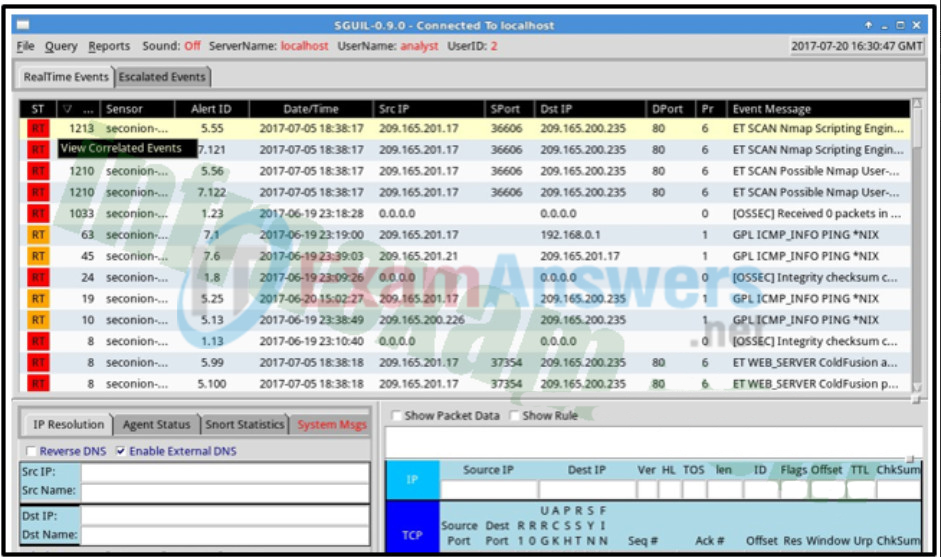 SGUIL-0.9.0 - Connected To localhost
File Query Reports Sound: Off ServerName: localhost UserName: analyst UserID: 2 2017-07-20 16:30:47 GMT
RealTime Events Escalated Events
ST ... Sensor Alert ID Date/Time Src IP SPort Dst IP DPort Pr Event Message
RT 1213 seconion-... 5.55 2017-07-05 18:38:17 209.165.201.17 36606 209.165.200.235 80 6 ET SCAN Nmap Scripting Engin...
RT View Correlated Events 7.121 2017-07-05 18:38:17 209.165.201.17 36606 209.165.200.235 80 6 ET SCAN Nmap Scripting Engin...
RT 1210 seconion-... 5.56 2017-07-05 18:38:17 209.165.201.17 36606 209.165.200.235 80 6 ET SCAN Possible Nmap User-...
RT 1210 seconion-... 7.122 2017-07-05 18:38:17 209.165.201.17 36606 209.165.200.235 80 6 ET SCAN Possible Nmap User-...
RT 1033 seconion-... 1.23 2017-06-19 23:18:28 0.0.0.0 0.0.0.0 0 [OSSEC] Received 0 packets in ...
RT 63 seconion-... 7.1 2017-06-19 23:19:00 209.165.201.17 192.168.0.1 1 GPL ICMP_INFO PING *NIX
RT 45 seconion-... 7.6 2017-06-19 23:39:03 209.165.201.21 209.165.201.17 1 GPL ICMP_INFO PING *NIX
RT 24 seconion-... 1.8 2017-06-19 23:09:26 0.0.0.0 0.0.0.0 0 [OSSEC] Integrity checksum c...
RT 19 seconion-... 5.25 2017-06-20 15:02:27 209.165.201.17 209.165.200.235 1 GPL ICMP_INFO PING *NIX
RT 10 seconion-... 5.13 2017-06-19 23:38:49 209.165.200.226 209.165.200.235 1 GPL ICMP_INFO PING *NIX
RT 8 seconion-... 1.13 2017-06-19 23:10:40 0.0.0.0 0.0.0.0 0 [OSSEC] Integrity checksum c...
RT 8 seconion-... 5.99 2017-07-05 18:38:18 209.165.201.17 37354 209.165.200.235 80 6 ET WEB_SERVER ColdFusion a...
RT 8 seconion-... 5.100 2017-07-05 18:38:18 209.165.201.17 37354 209.165.200.235 80 6 ET WEB_SERVER ColdFusion p...
ITExamAnswers
.net
IP Resolution Agent Status Snort Statistics System Msgs
Reverse DNS Enable External DNS
Src IP:
Src Name:
Dst IP:
Dst Name:
Show Packet Data Show Rule
IP Source IP Dest IP Ver HL TOS len ID Flags Offset TTL ChkSum
TCP
U A P R S F
Source Dest R R R C S S Y I
Port Port 1 0 G K H T N N Seq # Ack # Offset Res Window Urp ChkSum